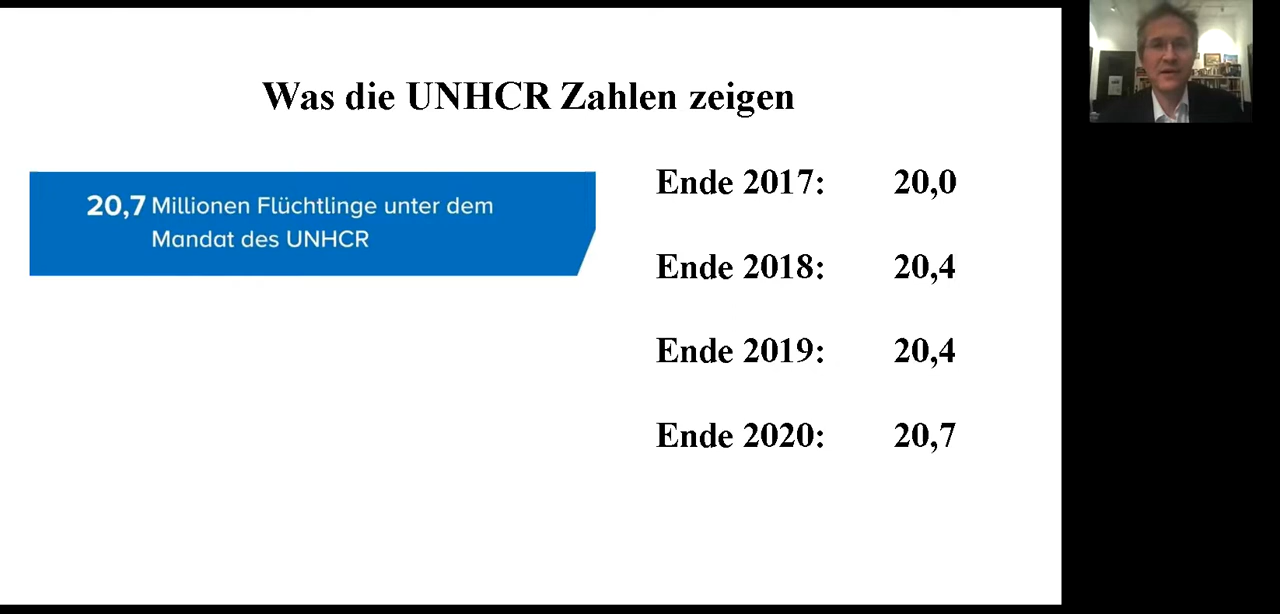 Was die UNHCR Zahlen zeigen
20,7 Millionen Flüchtlinge unter dem
Mandat des UNHCR
Ende 2017: 20,0
Ende 2018: 20,4
Ende 2019: 20,4
Ende 2020: 20,7